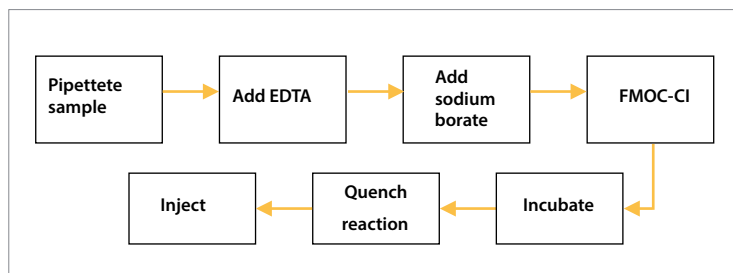 Pipettete
sample
Add EDTA
Add
sodium
borate
FMOC-CI
Incubate
Quench
reaction
Inject